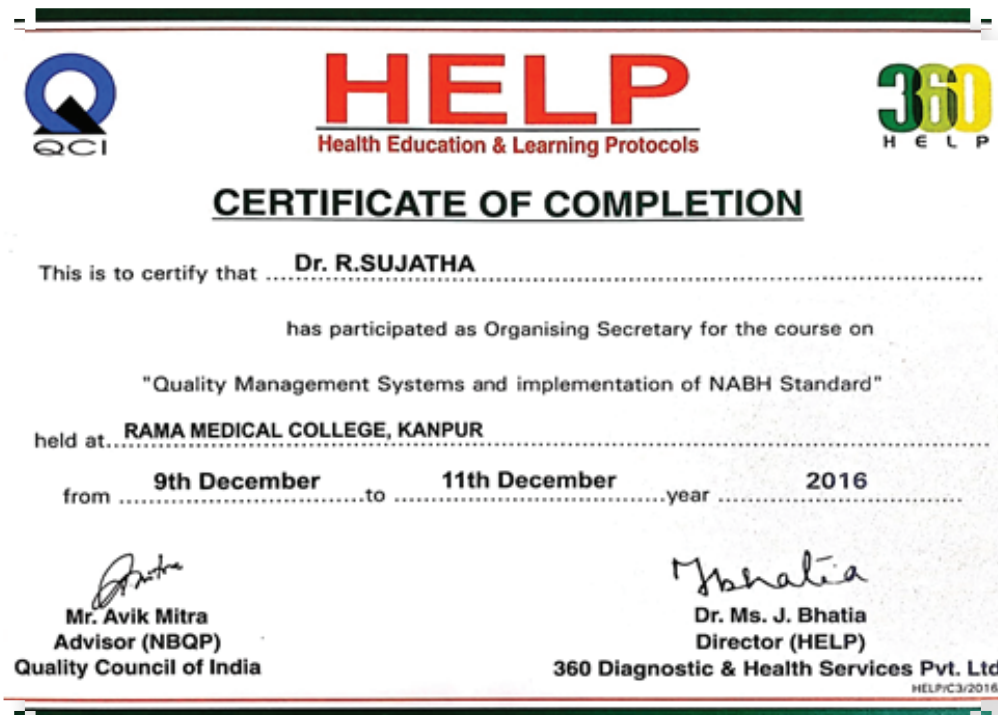 QCI
HELP
Health Education & Learning Protocols
360
HELP
CERTIFICATE OF COMPLETION
This is to certify that ..... Dr. R.SUJATHA .....
has participated as Organising Secretary for the course on
"Quality Management Systems and implementation of NABH Standard"
held at..... RAMA MEDICAL COLLEGE, KANPUR .....
from ..... 9th December ..... to ..... 11th December ..... year ..... 2016 .....
Mitra
JBhatia
Mr. Avik Mitra
Advisor (NBQP)
Quality Council of India
Dr. Ms. J. Bhatia
Director (HELP)
360 Diagnostic & Health Services Pvt. Ltd
HELP/C3/2016